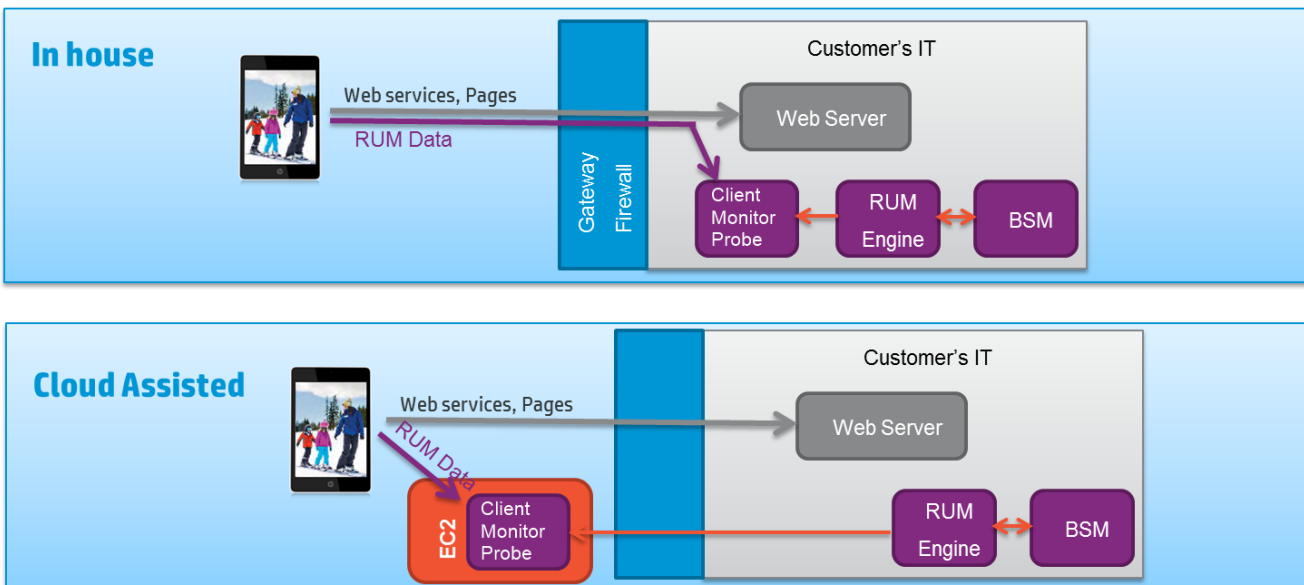 In house
Customer's IT
Web services, Pages
RUM Data
Web Server
Gateway
Firewall
Client
Monitor
Probe
RUM
Engine
BSM
Cloud Assisted
Customer's IT
Web services, Pages
RUM Data
Web Server
EC2
Client
Monitor
Probe
RUM
Engine
BSM